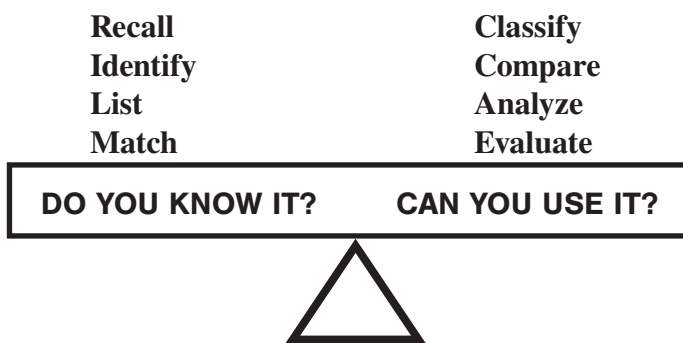 Recall
Identify
List
Match
Classify
Compare
Analyze
Evaluate
DO YOU KNOW IT? CAN YOU USE IT?